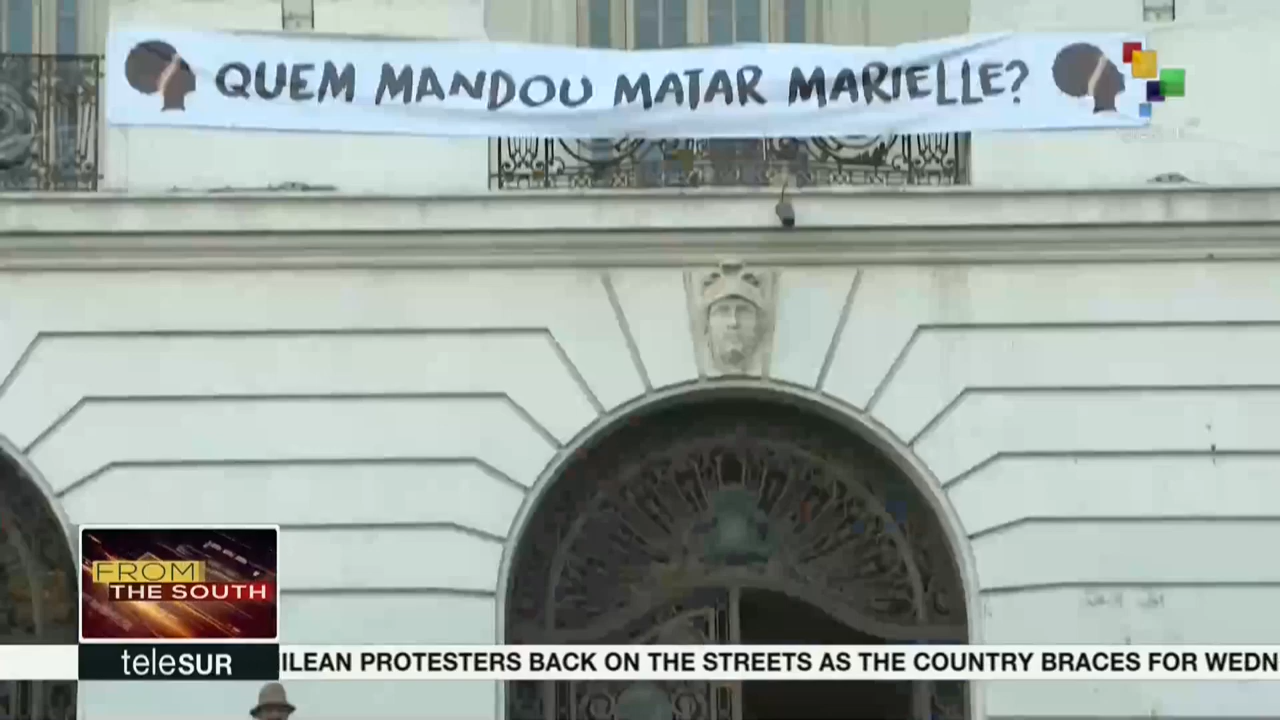 QUEM MANDOU MATAR MARIELLE?
FROM
THE SOUTH
teleSUR
ILEAN PROTESTERS BACK ON THE STREETS AS THE COUNTRY BRACES FOR WEDN